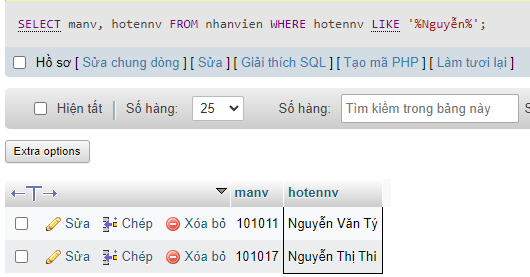 SELECT manv, hotennv FROM nhanvien WHERE hotennv LIKE '%Nguyễn%';
Hồ sơ [ Sửa chung dòng ] [ Sửa ] [ Giải thích SQL ] [ Tạo mã PHP ] [ Làm tươi lại ]
Hiện tất Số hàng: 25 Số hàng: Tìm kiếm trong bảng này
Extra options
manv hotennv
Sửa Chép Xóa bỏ 101011 Nguyễn Văn Tý
Sửa Chép Xóa bỏ 101017 Nguyễn Thị Thi